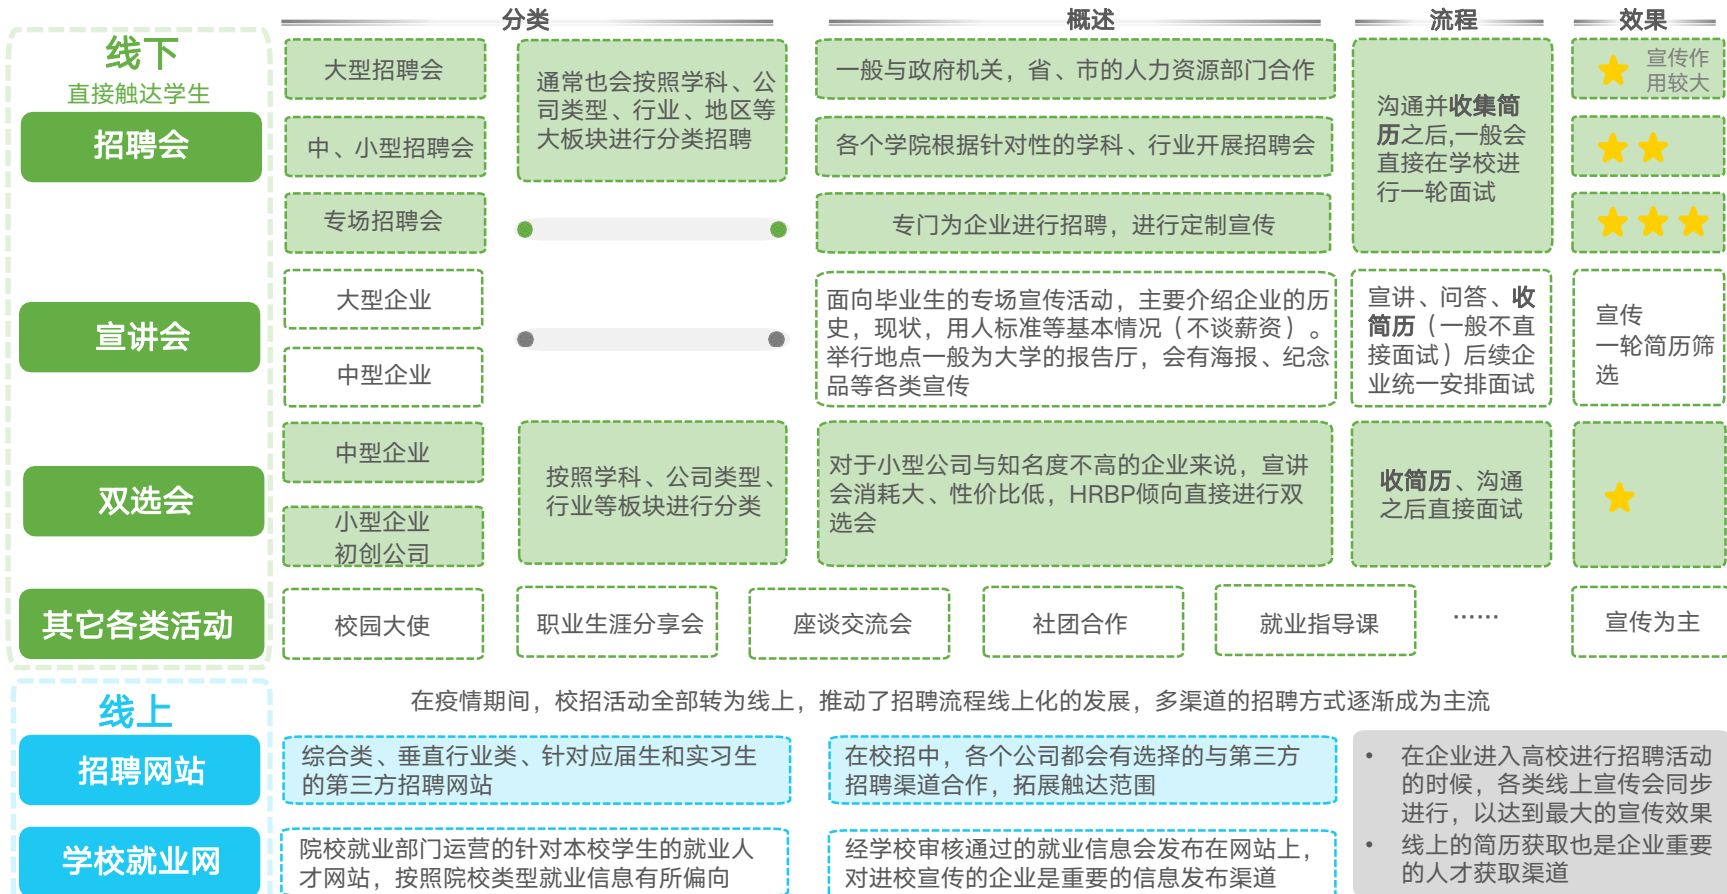 分类
概述
流程
效果
线下
直接触达学生
招聘会
大型招聘会
中、小型招聘会
专场招聘会
通常也会按照学科、公
司类型、行业、地区等
大板块进行分类招聘
一般与政府机关，省、市的人力资源部门合作
各个学院根据针对性的学科、行业开展招聘会
专门为企业进行招聘，进行定制宣传
沟通并收集简
历之后,一般会
直接在学校进
行一轮面试
宣传作
用较大
宣讲会
大型企业
中型企业
面向毕业生的专场宣传活动，主要介绍企业的历
史，现状，用人标准等基本情况（不谈薪资）。
举行地点一般为大学的报告厅，会有海报、纪念
品等各类宣传
宣讲、问答、收
简历（一般不直
接面试）后续企
业统一安排面试
宣传
一轮简历筛
选
双选会
中型企业
小型企业
初创公司
按照学科、公司类型、
行业等板块进行分类
对于小型公司与知名度不高的企业来说，宣讲
会消耗大、性价比低，HRBP倾向直接进行双
选会
收简历、沟通
之后直接面试
其它各类活动
校园大使
职业生涯分享会
座谈交流会
社团合作
就业指导课
……
宣传为主
线上
在疫情期间，校招活动全部转为线上，推动了招聘流程线上化的发展，多渠道的招聘方式逐渐成为主流
招聘网站
综合类、垂直行业类、针对应届生和实习生
的第三方招聘网站
在校招中，各个公司都会有选择的与第三方
招聘渠道合作，拓展触达范围
学校就业网
院校就业部门运营的针对本校学生的就业人
才网站，按照院校类型就业信息有所偏向
经学校审核通过的就业信息会发布在网站上，
对进校宣传的企业是重要的信息发布渠道
• 在企业进入高校进行招聘活动
的时候，各类线上宣传会同步
进行，以达到最大的宣传效果
• 线上的简历获取也是企业重要
的人才获取渠道